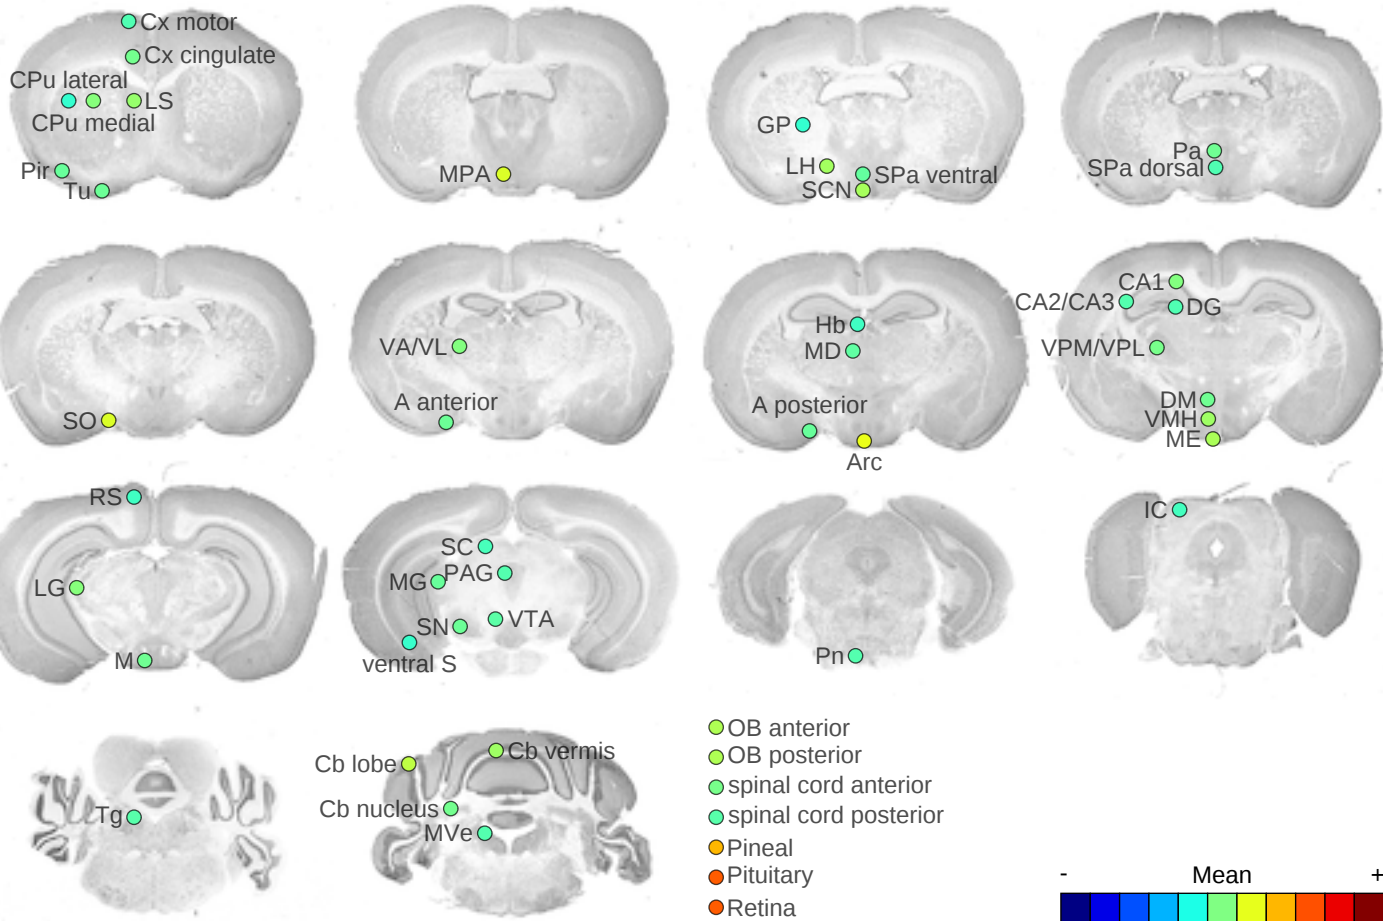 Cx motor
Cx cingulate
CPu lateral
LS
CPu medial
Pir
Tu
MPA
GP
LH
SPa ventral
SCN
Pa
SPa dorsal
SO
VA/VL
A anterior
Hb
MD
A posterior
Arc
CA1
CA2/CA3
DG
VPM/VPL
DM
VMH
ME
RS
LG
M
SC
PAG
MG
VTA
SN
ventral S
Pn
IC
Tg
Cb vermis
Cb lobe
Cb nucleus
MVe
OB anterior
OB posterior
spinal cord anterior
spinal cord posterior
Pineal
Pituitary
Retina
- Mean +